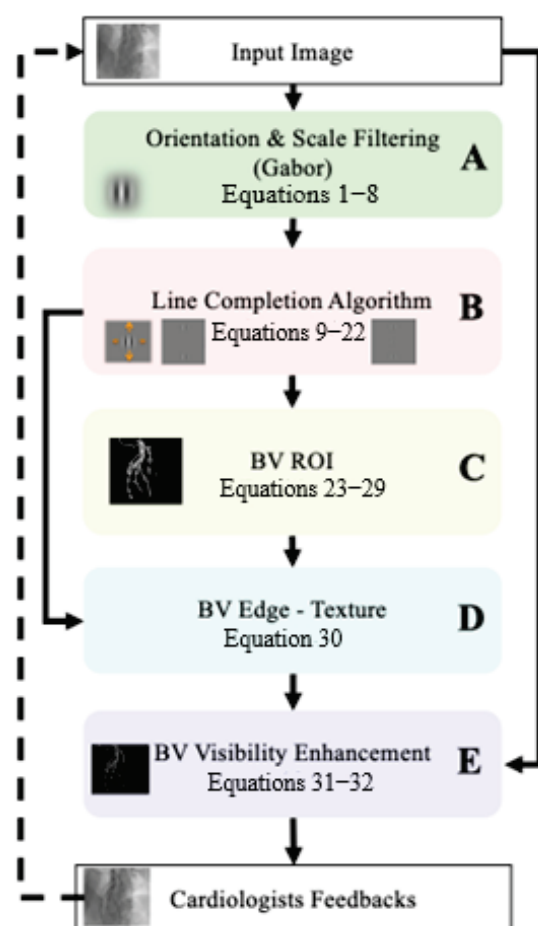 Input Image
Orientation & Scale Filtering
(Gabor)
A
Equations 1–8
Line Completion Algorithm
B
Equations 9–22
BV ROI
C
Equations 23–29
BV Edge - Texture
D
Equation 30
BV Visibility Enhancement
E
Equations 31–32
Cardiologists Feedbacks